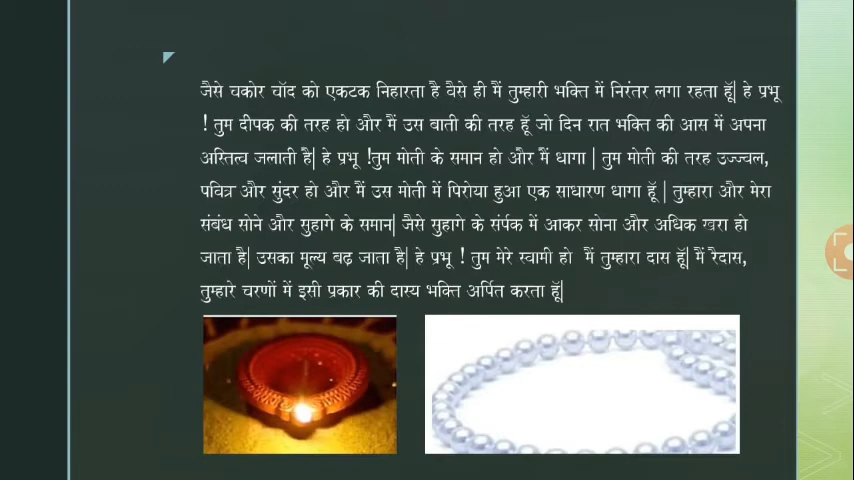 जैसे चकोर चॉद को एकटक निहारता है वैसे ही मैं तुम्हारी भक्ति में निरंतर लगा रहता हूॅ| हे प्रभू
! तुम दीपक की तरह हो और मैं उस बाती की तरह हूॅ जो दिन रात भक्ति की आस में अपना
अस्तित्व जलाती है| हे प्रभू !तुम मोती के समान हो और मैं धागा | तुम मोती की तरह उज्ज्वल,
पवित्र और सुंदर हो और मैं उस मोती में पिरोया हुआ एक साधारण धागा हूॅ | तुम्हारा और मेरा
संबंध सोने और सुहागे के समान| जैसे सुहागे के संर्पक में आकर सोना और अधिक खरा हो
जाता है| उसका मूल्य बढ़ जाता है| हे प्रभू ! तुम मेरे स्वामी हो मैं तुम्हारा दास हूॅ| मैं रैदास,
तुम्हारे चरणों में इसी प्रकार की दास्य भक्ति अर्पित करता हूॅ|